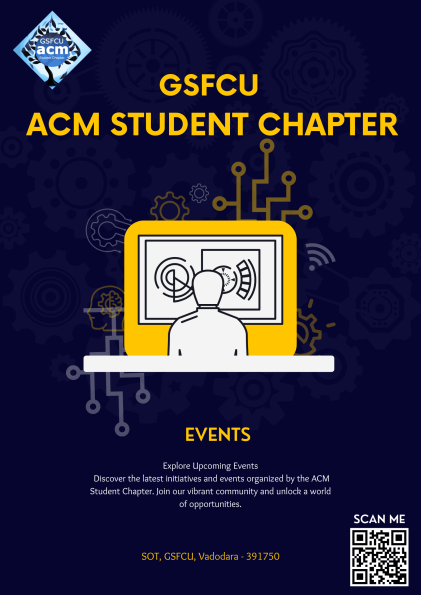 GSFCU
acm
Student Chapter
GSFCU
ACM STUDENT CHAPTER
EVENTS
Explore Upcoming Events
Discover the latest initiatives and events organized by the ACM
Student Chapter. Join our vibrant community and unlock a world
of opportunities.
SCAN ME
SOT, GSFCU, Vadodara - 391750